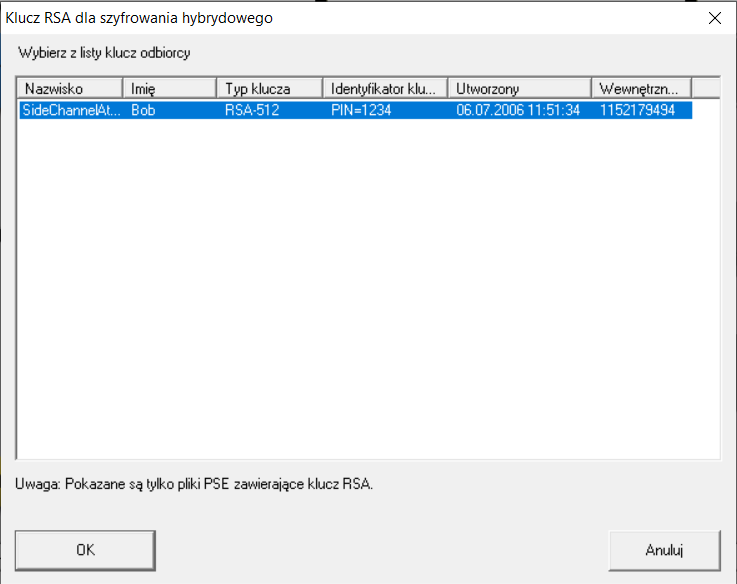 Klucz RSA dla szyfrowania hybrydowego
Wybierz z listy klucz odbiorcy
Nazwisko Imię Typ klucza Identyfikator klu... Utworzony Wewnętrzn...
SideChannelAt... Bob RSA-512 PIN=1234 06.07.2006 11:51:34 1152179494
Uwaga: Pokazane są tylko pliki PSE zawierające klucz RSA.
OK Anuluj